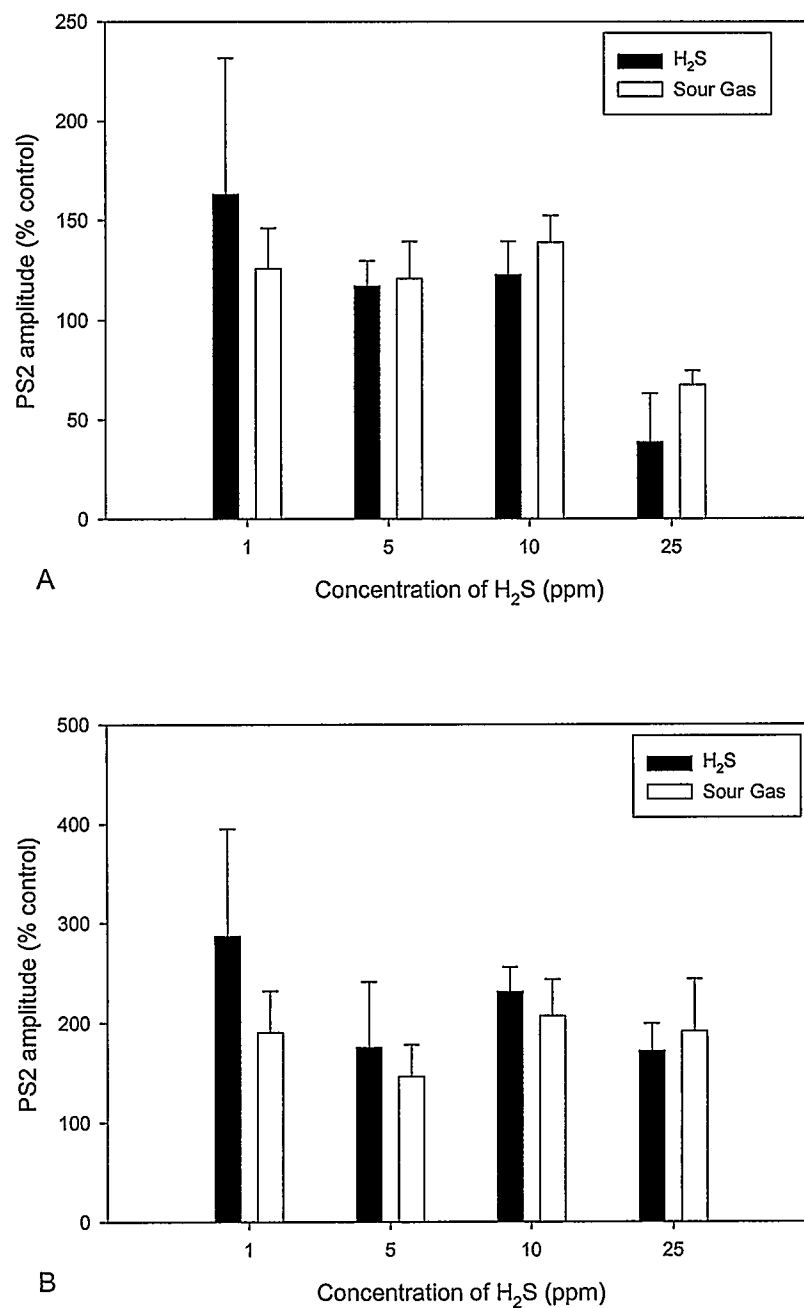 250
200
150
100
50
0
PS2 amplitude (% control)
H₂S
Sour Gas
1 5 10 25
Concentration of H₂S (ppm)
A
500
400
300
200
100
0
PS2 amplitude (% control)
H₂S
Sour Gas
1 5 10 25
Concentration of H₂S (ppm)
B